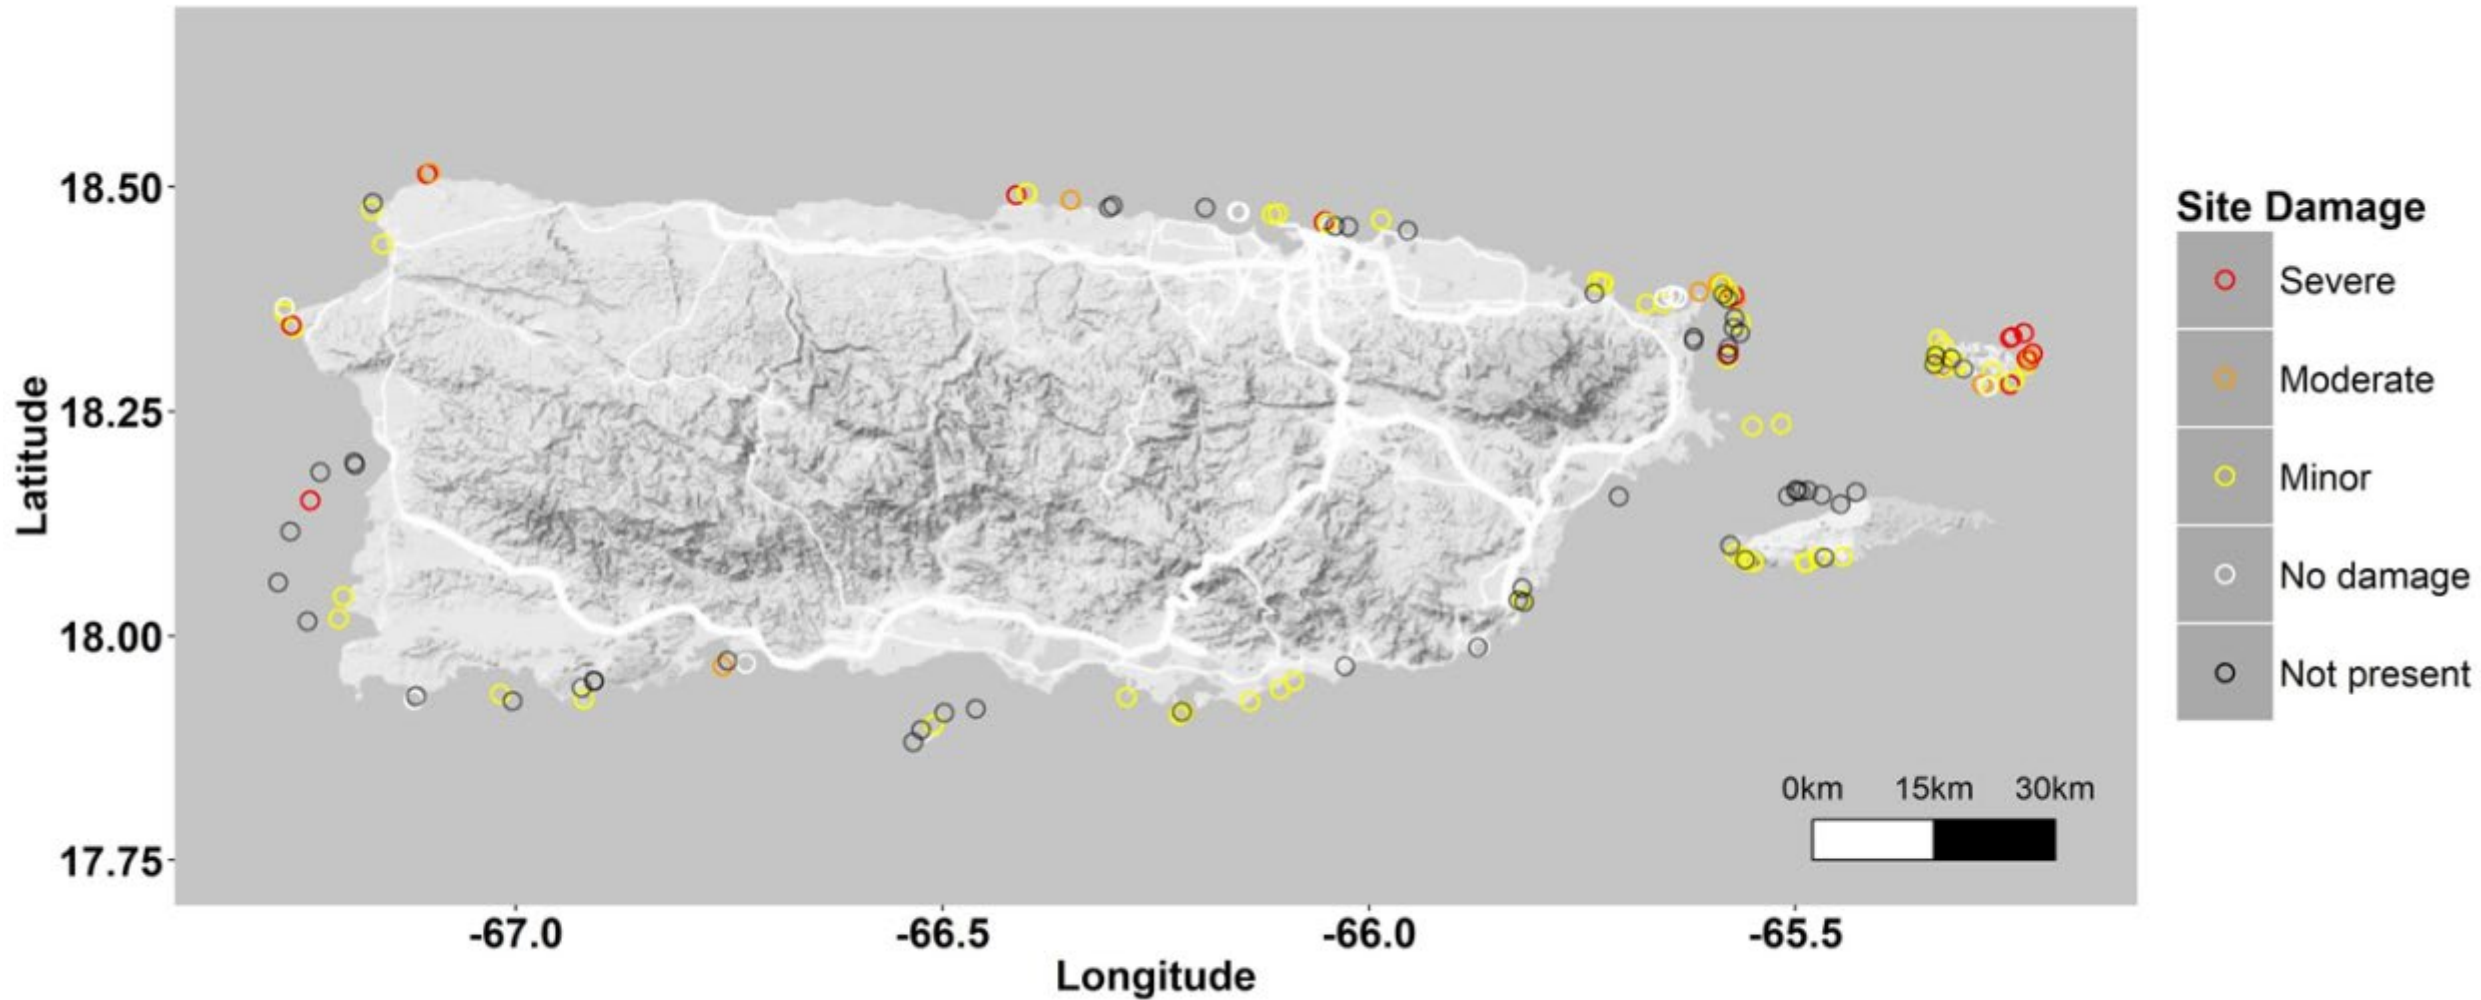 18.50
18.25
18.00
17.75
Latitude
-67.0
-66.5
-66.0
-65.5
Longitude
0km 15km 30km
Site Damage
Severe
Moderate
Minor
No damage
Not present